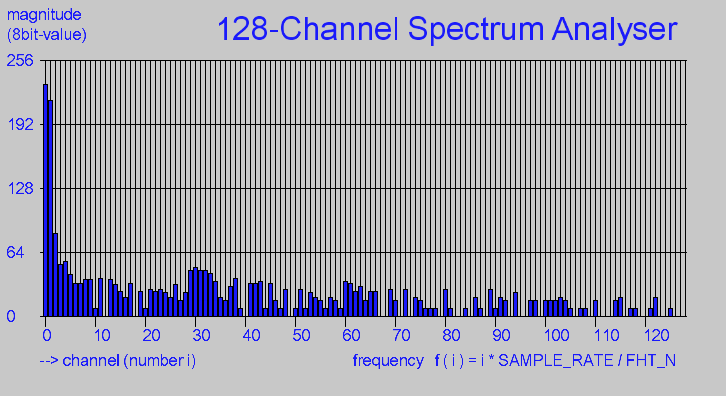 magnitude
(8bit-value)
128-Channel Spectrum Analyser
256
192
128
64
0
0 10 20 30 40 50 60 70 80 90 100 110 120
--> channel (number i) frequency f ( i ) = i * SAMPLE_RATE / FHT_N